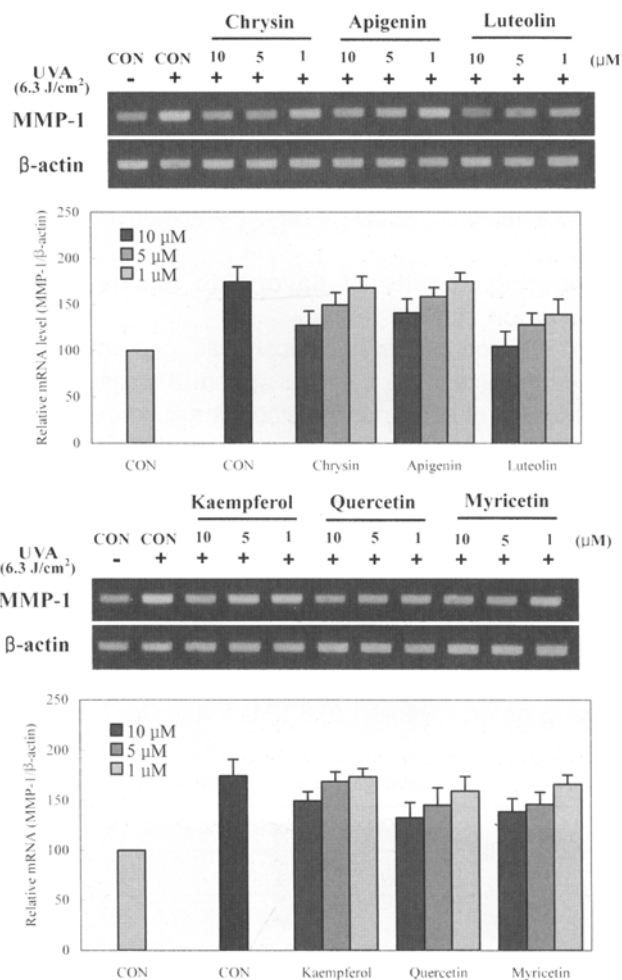 Chrysin Apigenin Luteolin
CON CON 10 5 1 10 5 1 10 5 1 (μM
UVA - + + + + + + + + + +
(6.3 J/cm²)
MMP-1
β-actin
Relative mRNA level (MMP-1/β-actin)
250
200
150
100
50
0
10 μM
5 μM
1 μM
CON CON Chrysin Apigenin Luteolin
Kaempferol Quercetin Myricetin
CON CON 10 5 1 10 5 1 10 5 1 (μM)
UVA - + + + + + + + + + +
(6.3 J/cm²)
MMP-1
β-actin
Relative mRNA (MMP-1/β-actin)
250
200
150
100
50
0
10 μM
5 μM
1 μM
CON CON Kaempferol Quercetin Myricetin